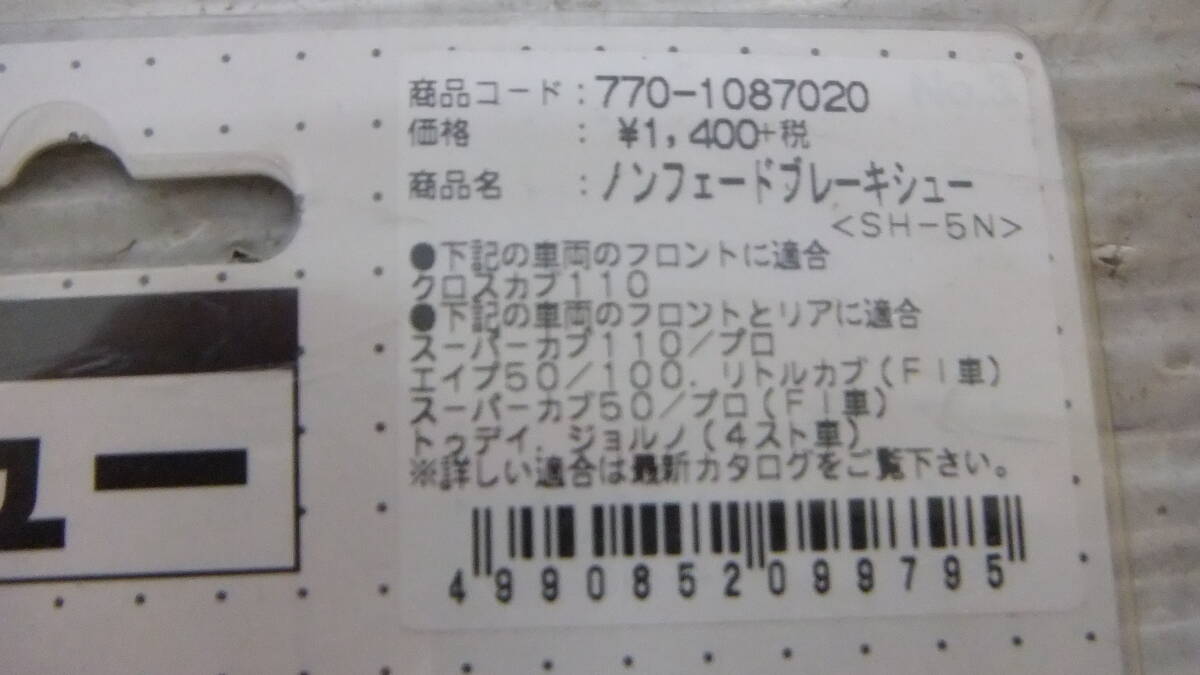 商品コード：770-1087020
価格　　：¥1,400+税
商品名　：ノンフェードブレーキシュー
<SH-5N>
●下記の車両のフロントに適合
クロスカブ110
●下記の車両のフロントとリアに適合
スーパーカブ110/プロ
エイプ50/100．リトルカブ(FI車)
スーパーカブ50/プロ(FI車)
トゥデイ．ジョルノ(4スト車)
※詳しい適合は最新カタログをご覧下さい。
4990852099795
ュー